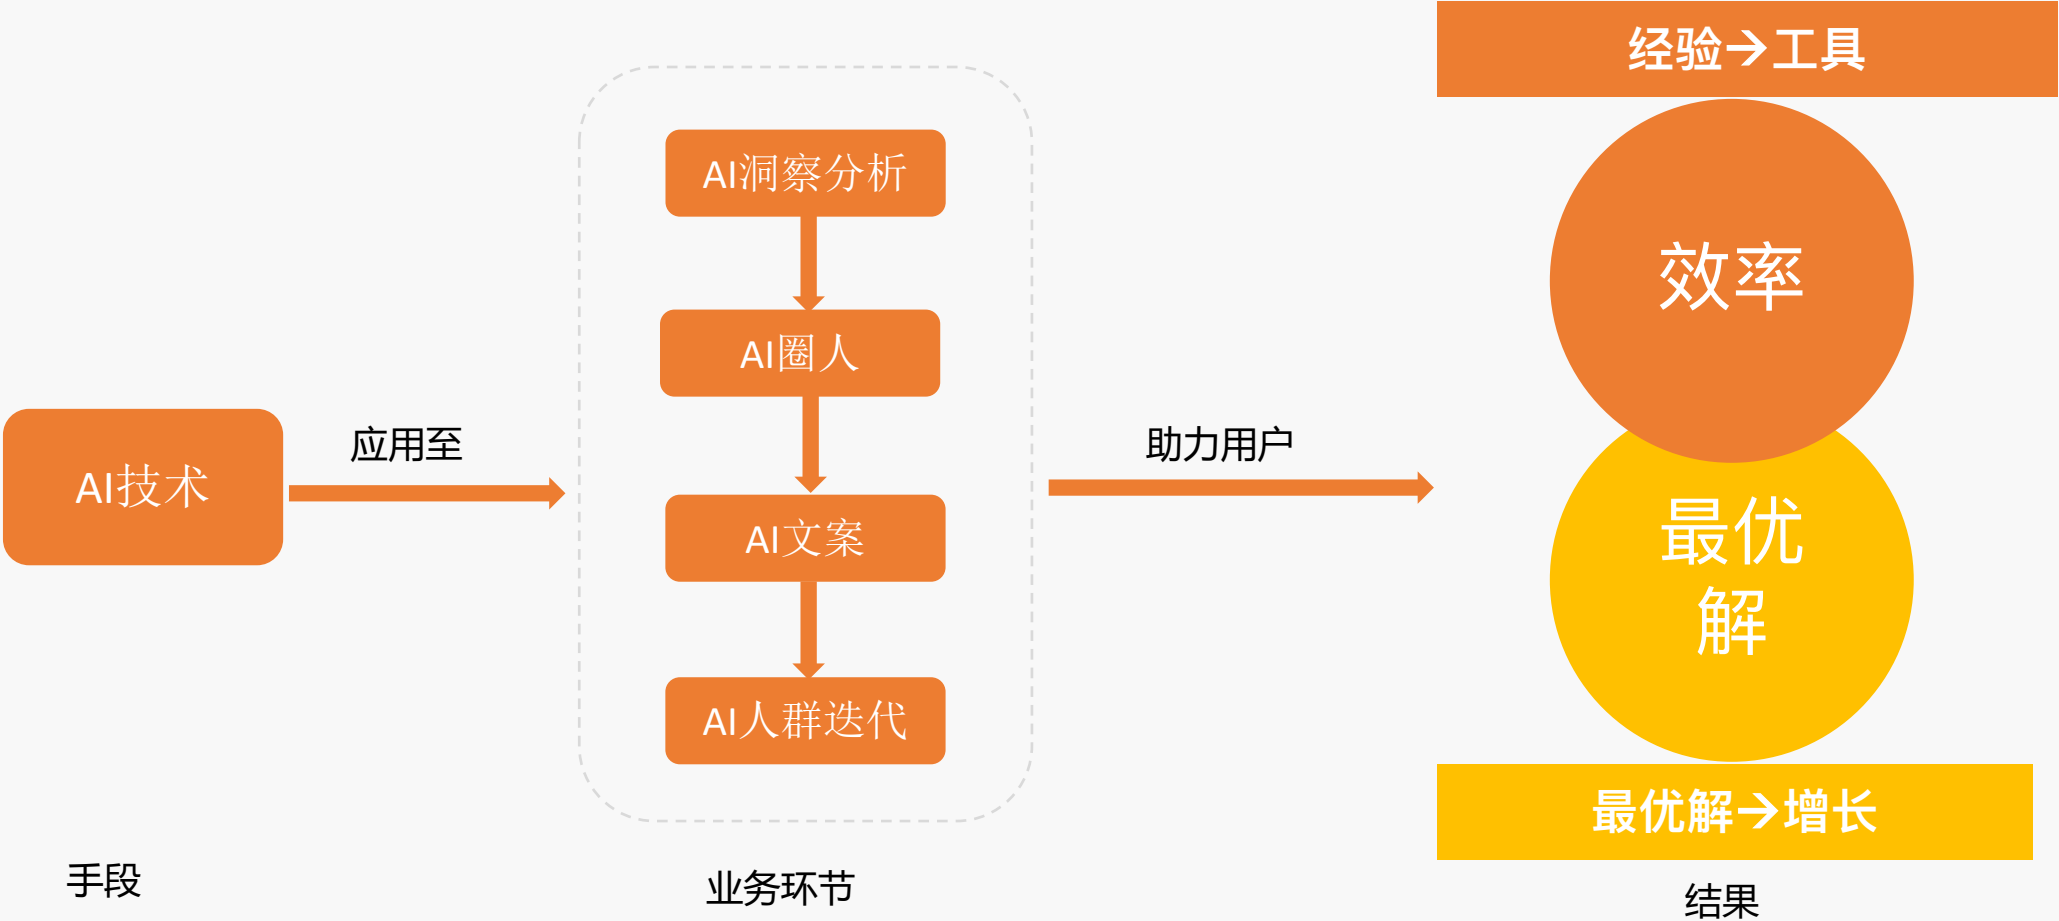 AI技术
手段
应用至
AI洞察分析
AI圈人
AI文案
AI人群迭代
业务环节
助力用户
经验→工具
效率
最优
解
最优解→增长
结果